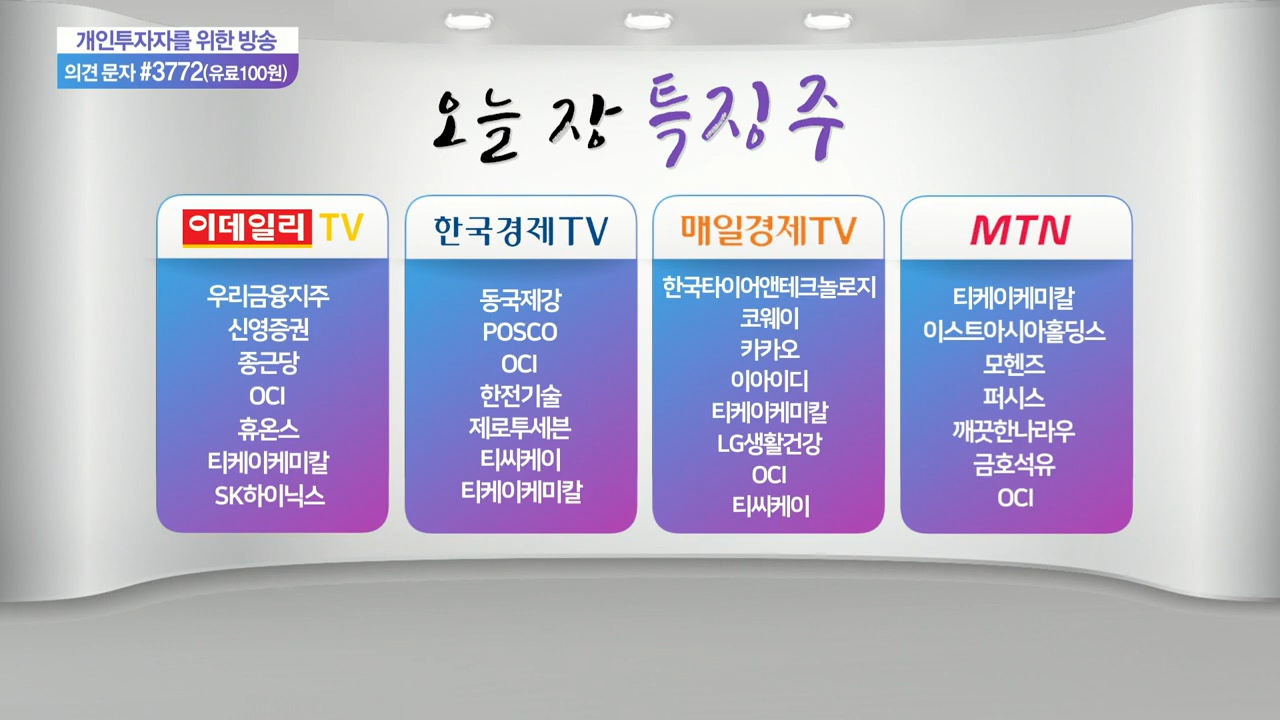 개인투자자를 위한 방송
의견 문자 #3772(유료100원)
오늘 장 특징주
이데일리 TV
우리금융지주
신영증권
종근당
OCI
휴온스
티케이케미칼
SK하이닉스
한국경제TV
동국제강
POSCO
OCI
한전기술
제로투세븐
티씨케이
티케이케미칼
매일경제TV
한국타이어앤테크놀로지
코웨이
카카오
이아이디
티케이케미칼
LG생활건강
OCI
티씨케이
MTN
티케이케미칼
이스트아시아홀딩스
모헨즈
퍼시스
깨끗한나라우
금호석유
OCI